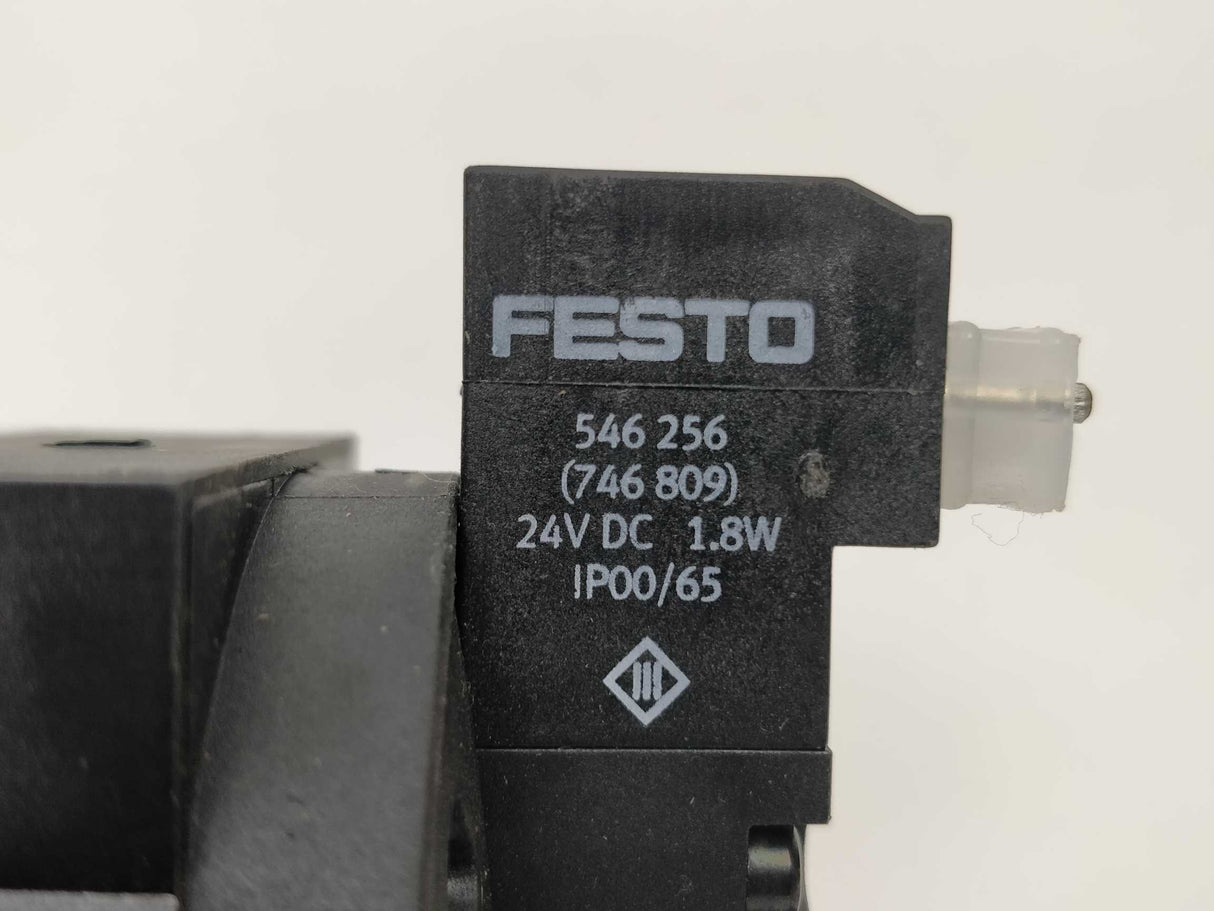 FESTO
546 256
(746 809)
24V DC 1.8W
IP00/65